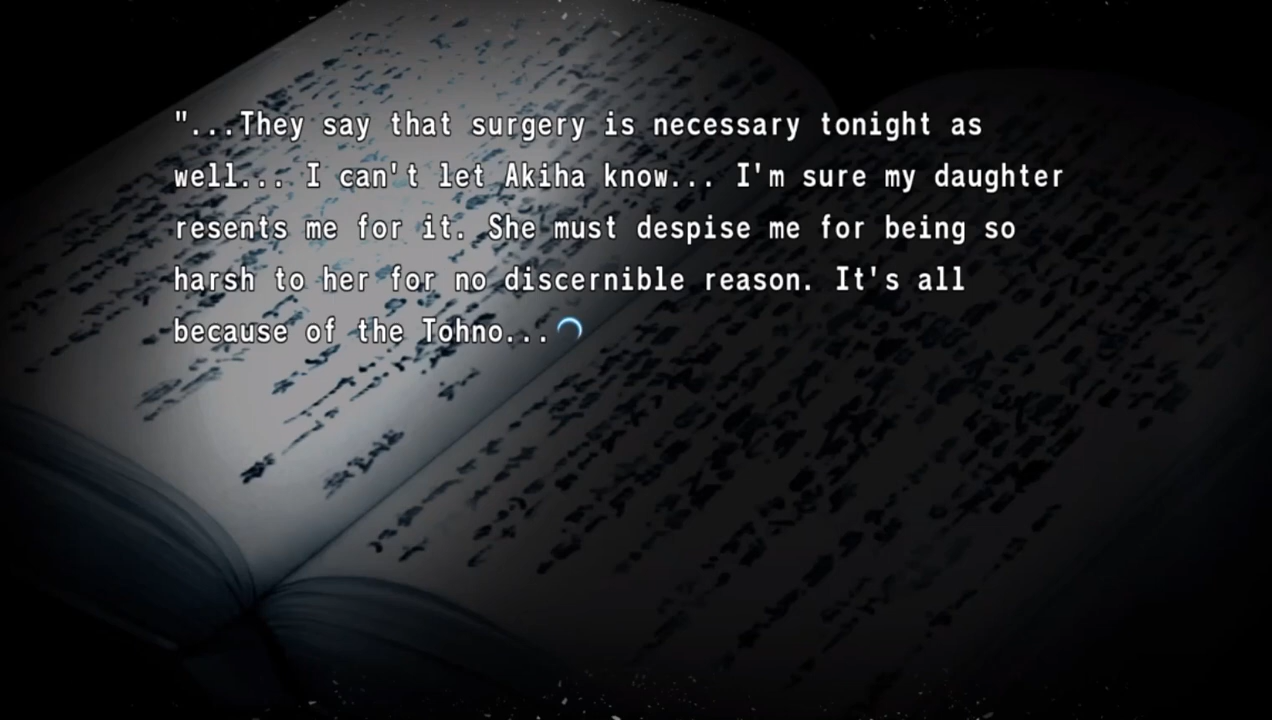 "...They say that surgery is necessary tonight as
well... I can't let Akiha know... I'm sure my daughter
resents me for it. She must despise me for being so
harsh to her for no discernible reason. It's all
because of the Tohno...